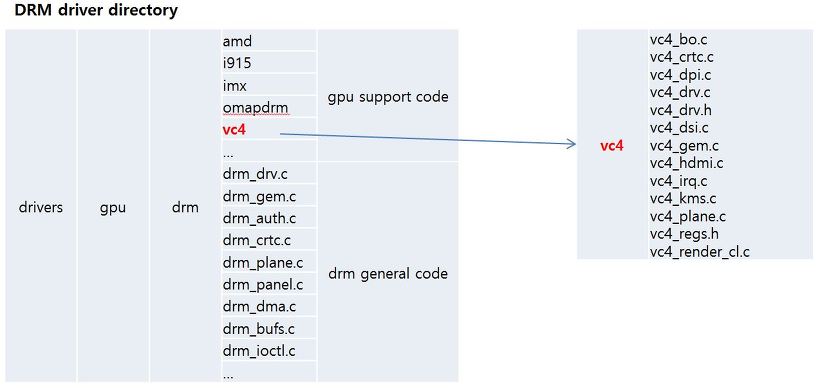 DRM driver directory
drivers
gpu
drm
amd
i915
imx
omapdrm
vc4
...
gpu support code
drm_drv.c
drm_gem.c
drm_auth.c
drm_crtc.c
drm_plane.c
drm_panel.c
drm_dma.c
drm_bufs.c
drm_ioctl.c
...
drm general code
vc4
vc4_bo.c
vc4_crtc.c
vc4_dpi.c
vc4_drv.c
vc4_drv.h
vc4_dsi.c
vc4_gem.c
vc4_hdmi.c
vc4_irq.c
vc4_kms.c
vc4_plane.c
vc4_regs.h
vc4_render_cl.c